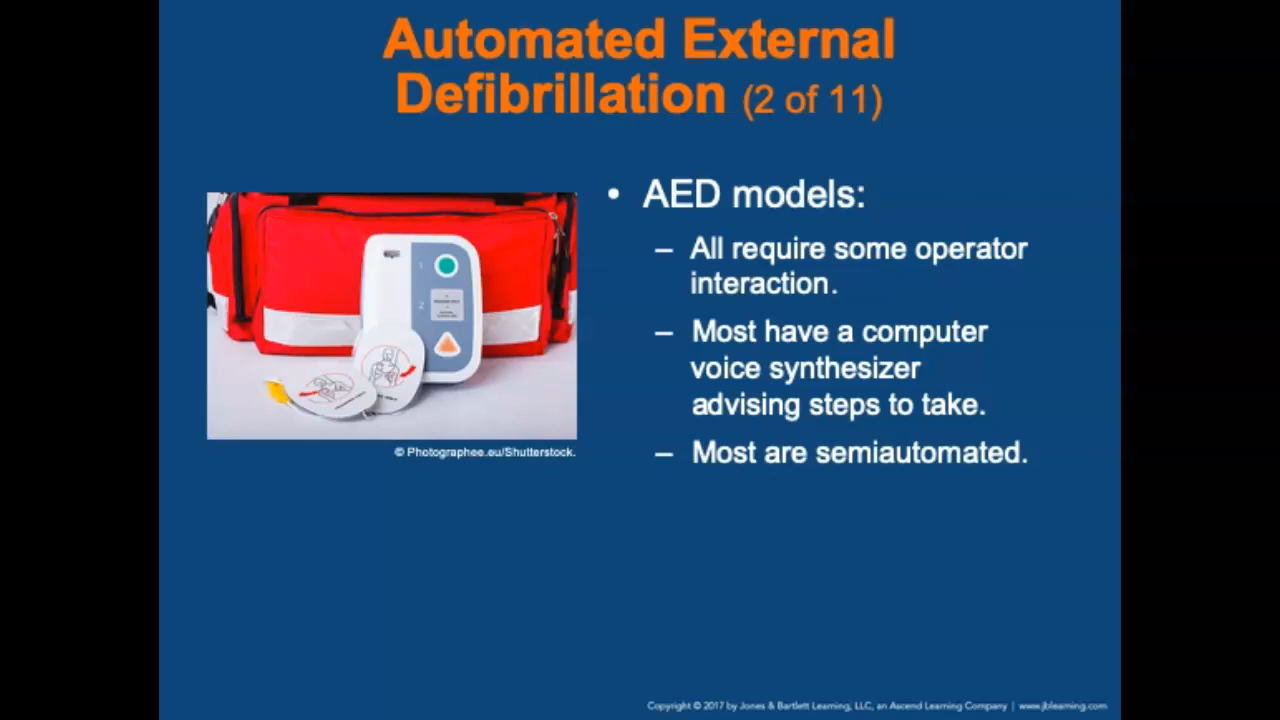 Automated External
Defibrillation (2 of 11)
• AED models:
– All require some operator
interaction.
– Most have a computer
voice synthesizer
advising steps to take.
– Most are semiautomated.
1
2
© Photographee.eu/Shutterstock.
Copyright © 2017 by Jones & Bartlett Learning, LLC, an Ascend Learning Company | www.jblearning.com